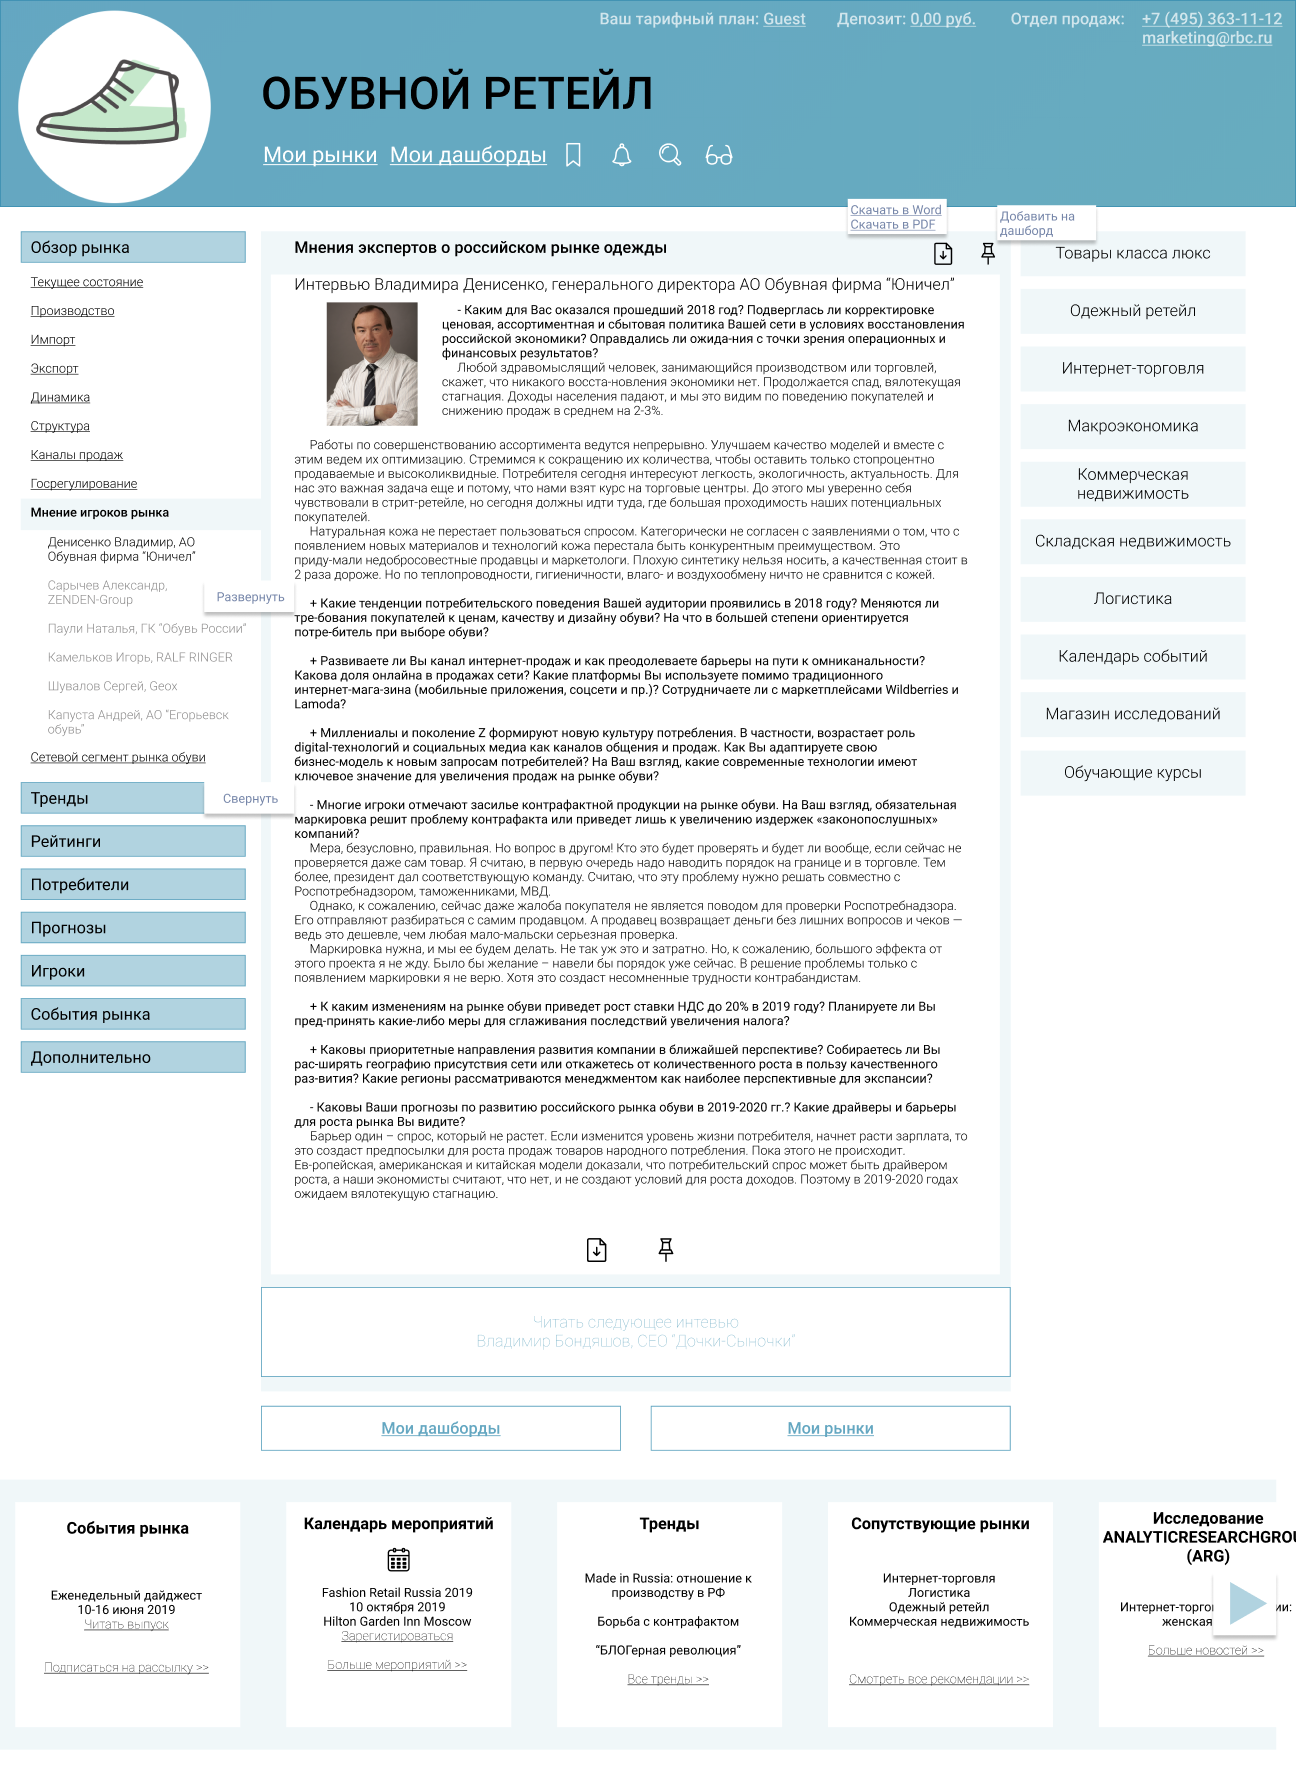 Ваш тарифный план: Guest
Депозит: 0,00 руб.
Отдел продаж:
+7 (495) 363-11-12
marketing@rbc.ru
ОБУВНОЙ РЕТЕЙЛ
Мои рынки
Мои дашборды
Скачать в Word
Скачать в PDF
Добавить на
дашборд
Обзор рынка
Текущее состояние
Производство
Импорт
Экспорт
Динамика
Структура
Каналы продаж
Госрегулирование
Мнение игроков рынка
Денисенко Владимир, АО
Обувная фирма “Юничел”
Сарычев Александр,
ZENDEN-Group
Развернуть
Паули Наталья, ГК “Обувь России”
Камельков Игорь, RALF RINGER
Шувалов Сергей, Geox
Капуста Андрей, АО “Егорьевск
обувь”
Сетевой сегмент рынка обуви
Тренды
Свернуть
Рейтинги
Потребители
Прогнозы
Игроки
События рынка
Дополнительно
Мнения экспертов о российском рынке одежды
Интервью Владимира Денисенко, генерального директора АО Обувная фирма “Юничел”
- Каким для Вас оказался прошедший 2018 год? Подверглась ли корректировке
ценовая, ассортиментная и сбытовая политика Вашей сети в условиях восстановления
российской экономики? Оправдались ли ожида-ния с точки зрения операционных и
финансовых результатов?
Любой здравомыслящий человек, занимающийся производством или торговлей,
скажет, что никакого восста-новления экономики нет. Продолжается спад, вялотекущая
стагнация. Доходы населения падают, и мы это видим по поведению покупателей и
снижению продаж в среднем на 2-3%.
Работы по совершенствованию ассортимента ведутся непрерывно. Улучшаем качество моделей и вместе с
этим ведем их оптимизацию. Стремимся к сокращению их количества, чтобы оставить только стопроцентно
продаваемые и высоколиквидные. Потребителя сегодня интересуют легкость, экологичность, актуальность. Для
нас это важная задача еще и потому, что нами взят курс на торговые центры. До этого мы уверенно себя
чувствовали в стрит-ретейле, но сегодня должны идти туда, где большая проходимость наших потенциальных
покупателей.
Натуральная кожа не перестает пользоваться спросом. Категорически не согласен с заявлениями о том, что с
появлением новых материалов и технологий кожа перестала быть конкурентным преимуществом. Это
приду-мали недобросовестные продавцы и маркетологи. Плохую синтетику нельзя носить, а качественная стоит в
2 раза дороже. Но по теплопроводности, гигиеничности, влаго- и воздухообмену ничто не сравнится с кожей.
+ Какие тенденции потребительского поведения Вашей аудитории проявились в 2018 году? Меняются ли
тре-бования покупателей к ценам, качеству и дизайну обуви? На что в большей степени ориентируется
потре-битель при выборе обуви?
+ Развиваете ли Вы канал интернет-продаж и как преодолеваете барьеры на пути к омниканальности?
Какова доля онлайна в продажах сети? Какие платформы Вы используете помимо традиционного
интернет-мага-зина (мобильные приложения, соцсети и пр.)? Сотрудничаете ли с маркетплейсами Wildberries и
Lamoda?
+ Миллениалы и поколение Z формируют новую культуру потребления. В частности, возрастает роль
digital-технологий и социальных медиа как каналов общения и продаж. Как Вы адаптируете свою
бизнес-модель к новым запросам потребителей? На Ваш взгляд, какие современные технологии имеют
ключевое значение для увеличения продаж на рынке обуви?
- Многие игроки отмечают засилье контрафактной продукции на рынке обуви. На Ваш взгляд, обязательная
маркировка решит проблему контрафакта или приведет лишь к увеличению издержек «законопослушных»
компаний?
Мера, безусловно, правильная. Но вопрос в другом! Кто это будет проверять и будет ли вообще, если сейчас не
проверяется даже сам товар. Я считаю, в первую очередь надо наводить порядок на границе и в торговле. Тем
более, президент дал соответствующую команду. Считаю, что эту проблему нужно решать совместно с
Роспотребнадзором, таможенниками, МВД.
Однако, к сожалению, сейчас даже жалоба покупателя не является поводом для проверки Роспотребнадзора.
Его отправляют разбираться с самим продавцом. А продавец возвращает деньги без лишних вопросов и чеков —
ведь это дешевле, чем любая мало-мальски серьезная проверка.
Маркировка нужна, и мы ее будем делать. Не так уж это и затратно. Но, к сожалению, большого эффекта от
этого проекта я не жду. Было бы желание – навели бы порядок уже сейчас. В решение проблемы только с
появлением маркировки я не верю. Хотя это создаст несомненные трудности контрабандистам.
+ К каким изменениям на рынке обуви приведет рост ставки НДС до 20% в 2019 году? Планируете ли Вы
пред-принять какие-либо меры для сглаживания последствий увеличения налога?
+ Каковы приоритетные направления развития компании в ближайшей перспективе? Собираетесь ли Вы
рас-ширять географию присутствия сети или откажетесь от количественного роста в пользу качественного
раз-вития? Какие регионы рассматриваются менеджментом как наиболее перспективные для экспансии?
- Каковы Ваши прогнозы по развитию российского рынка обуви в 2019-2020 гг.? Какие драйверы и барьеры
для роста рынка Вы видите?
Барьер один – спрос, который не растет. Если изменится уровень жизни потребителя, начнет расти зарплата, то
это создаст предпосылки для роста продаж товаров народного потребления. Пока этого не происходит.
Ев-ропейская, американская и китайская модели доказали, что потребительский спрос может быть драйвером
роста, а наши экономисты считают, что нет, и не создают условий для роста доходов. Поэтому в 2019-2020 годах
ожидаем вялотекущую стагнацию.
Товары класса люкс
Одежный ретейл
Интернет-торговля
Макроэкономика
Коммерческая
недвижимость
Складская недвижимость
Логистика
Календарь событий
Магазин исследований
Обучающие курсы
Читать следующее интевью
Владимир Бондяшов, CEO “Дочки-Сыночки”
Мои дашборды
Мои рынки
События рынка
Еженедельный дайджест
10-16 июня 2019
Читать выпуск
Подписаться на рассылку >>
Календарь мероприятий
Fashion Retail Russia 2019
10 октября 2019
Hilton Garden Inn Moscow
Зарегистироваться
Больше мероприятий >>
Тренды
Made in Russia: отношение к
производству в РФ
Борьба с контрафактом
“БЛОГерная революция”
Все тренды >>
Сопутствующие рынки
Интернет-торговля
Логистика
Одежный ретейл
Коммерческая недвижимость
Смотреть все рекомендации >>
Исследование
ANALYTICRESEARCHGROU
(ARG)
женская
Больше новостей >>